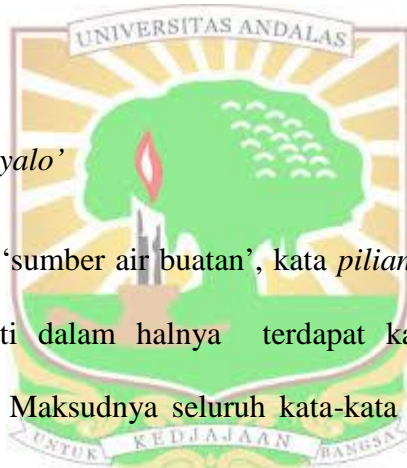 UNIVERSITAS ANDALAS
yalo’
‘sumber air buatan’, kata pilian
ti dalam halnya terdapat ka
Maksudnya seluruh kata-kata
UNTUK KEDJAJAAN BANGSA